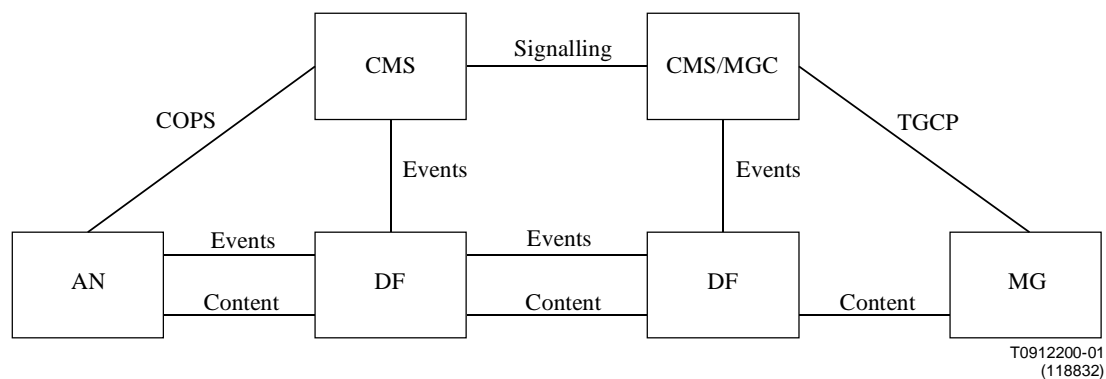 Signalling
CMS
CMS/MGC
COPS
TGCP
Events
Events
Events
Events
AN
DF
DF
MG
Content
Content
Content
T0912200-01
(118832)